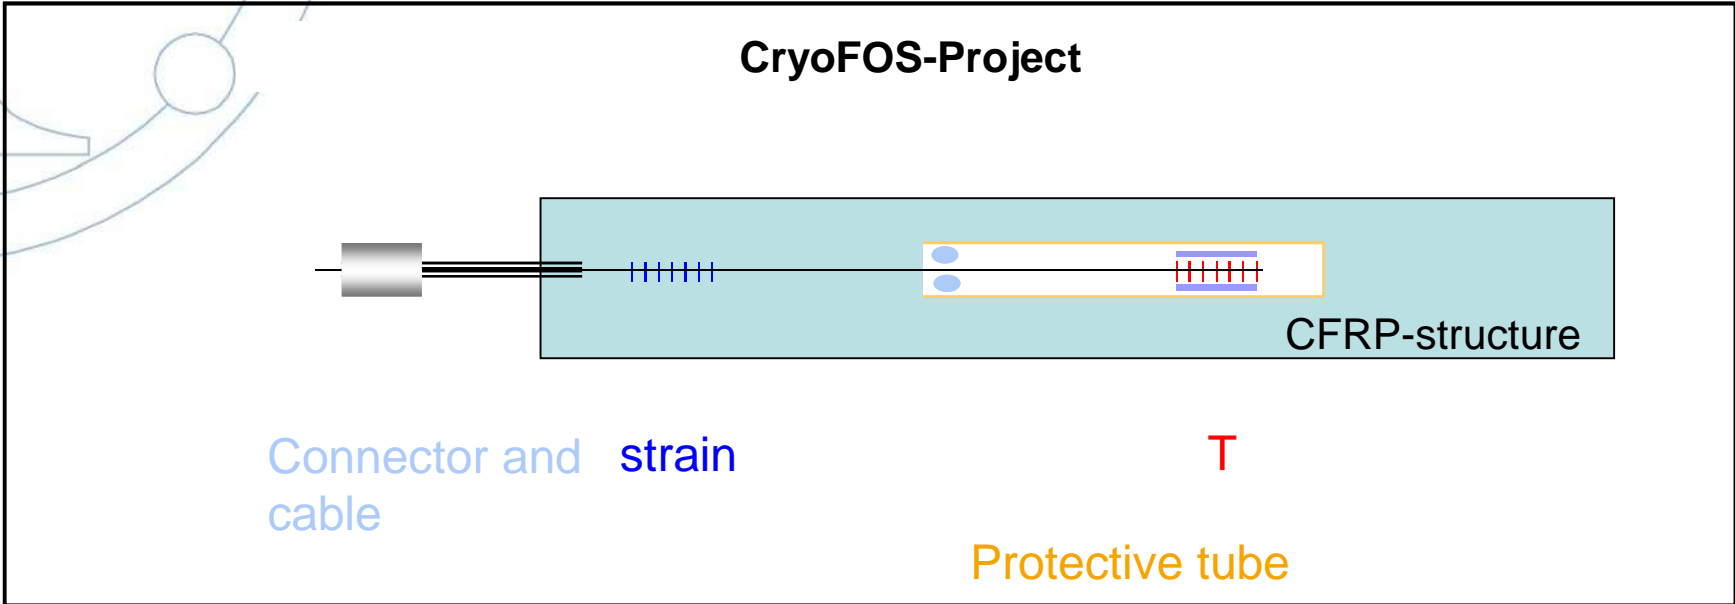 CryoFOS-Project
CFRP-structure
Connector and
cable
strain
T
Protective tube